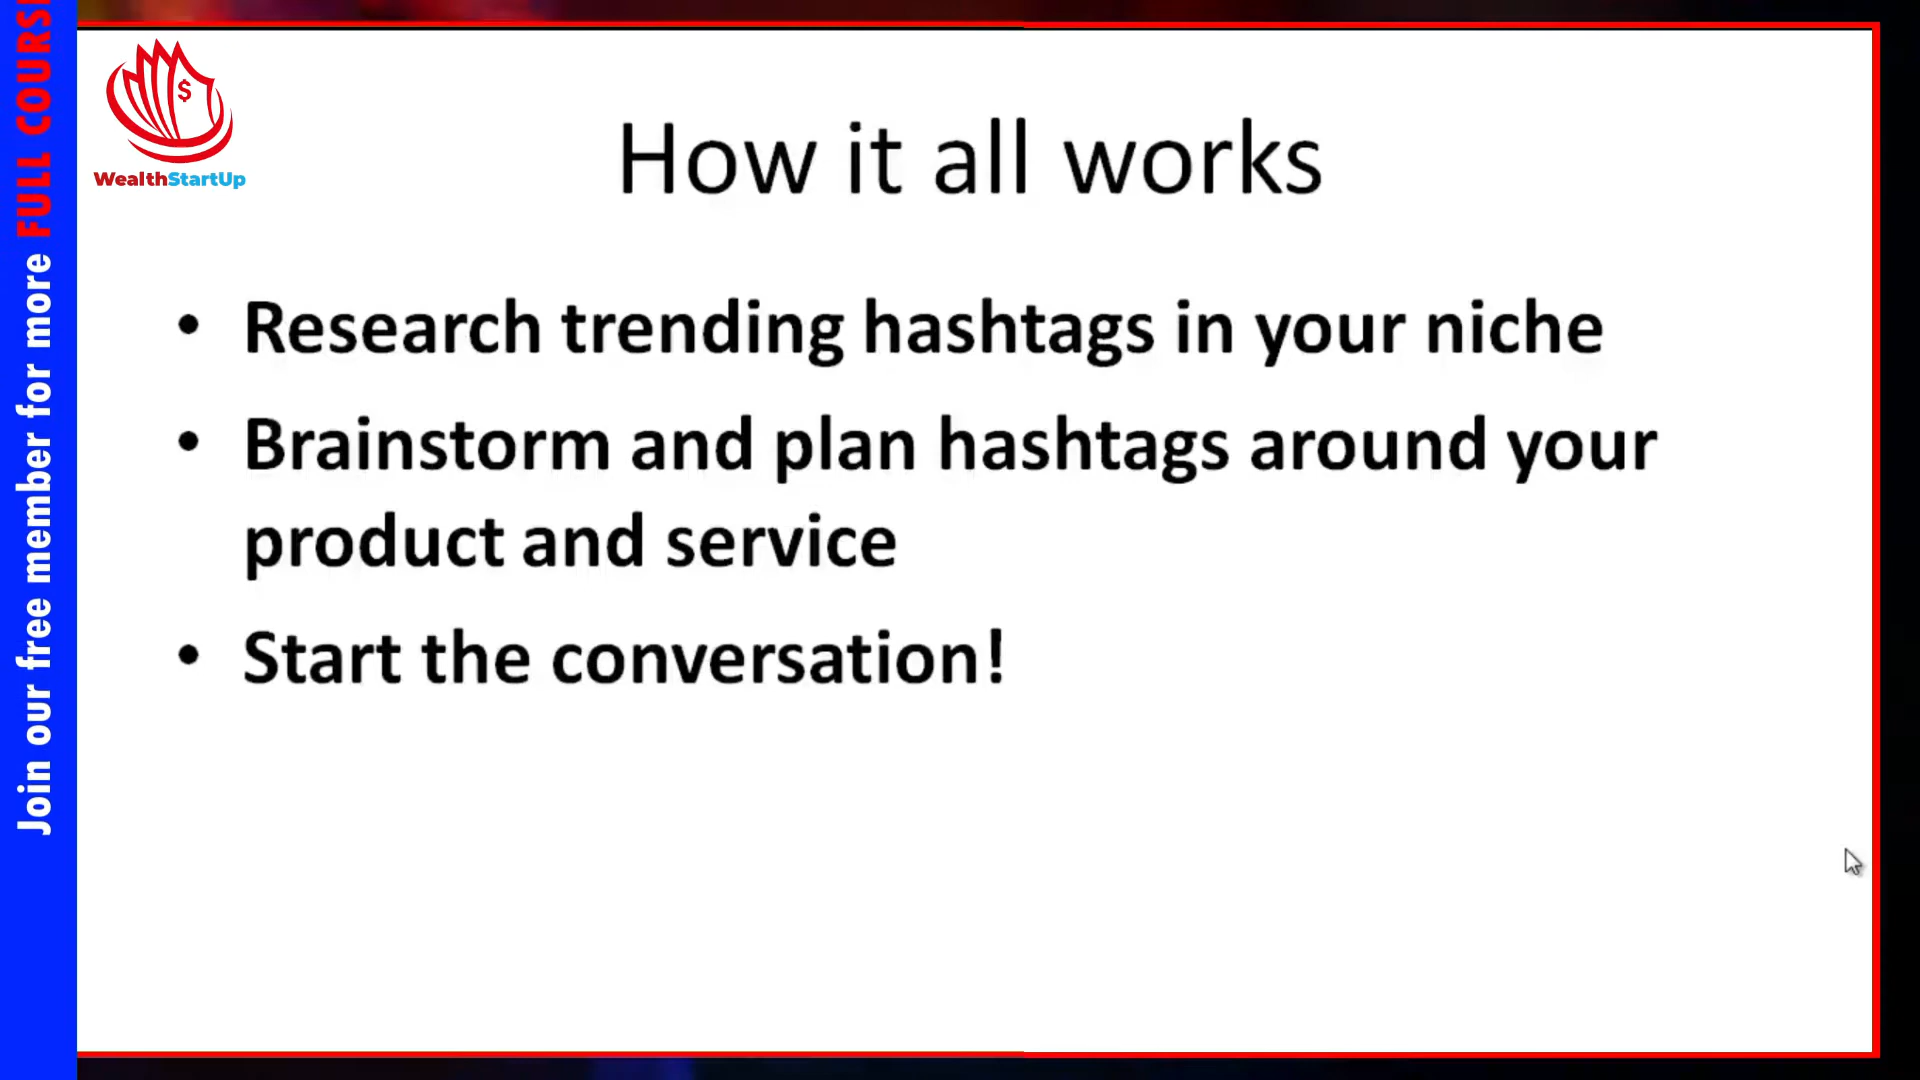 WealthStartUp
How it all works
• Research trending hashtags in your niche
• Brainstorm and plan hashtags around your
product and service
• Start the conversation!
Join our free member for more FULL COURS